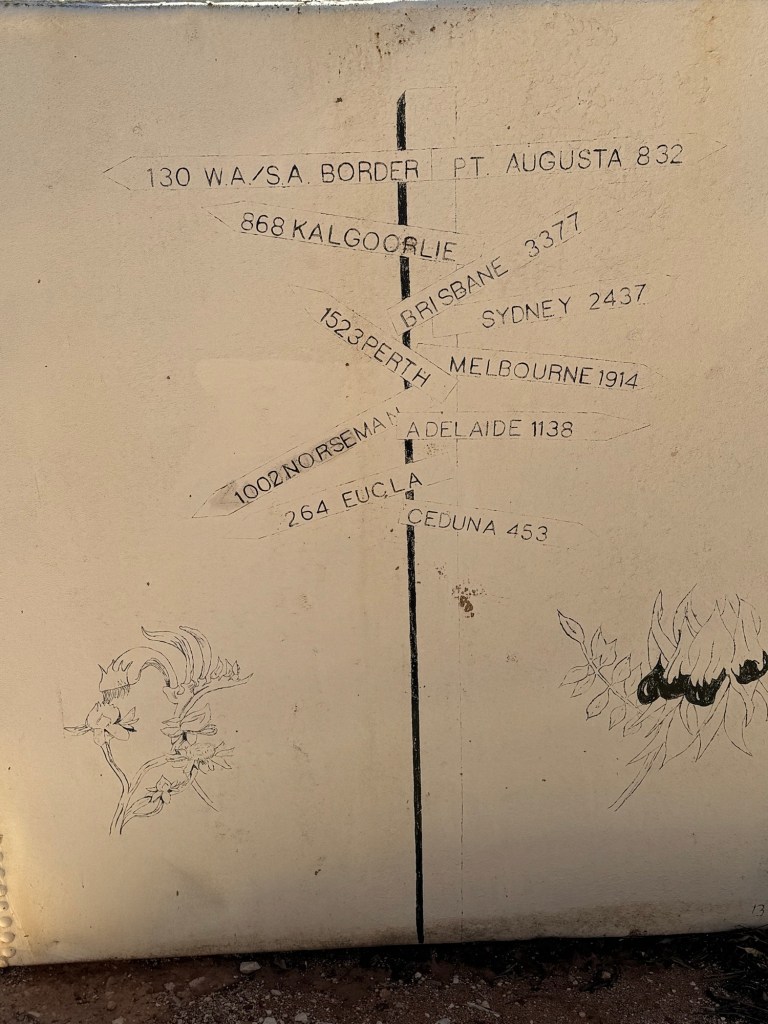 130 W.A./S.A. BORDER PT. AUGUSTA 832
868 KALGOORLIE
BRISBANE 3377
SYDNEY 2437
1523 PERTH
MELBOURNE 1914
ADELAIDE 1138
1002 NORSEMAN
264 EUCLA
CEDUNA 453
13